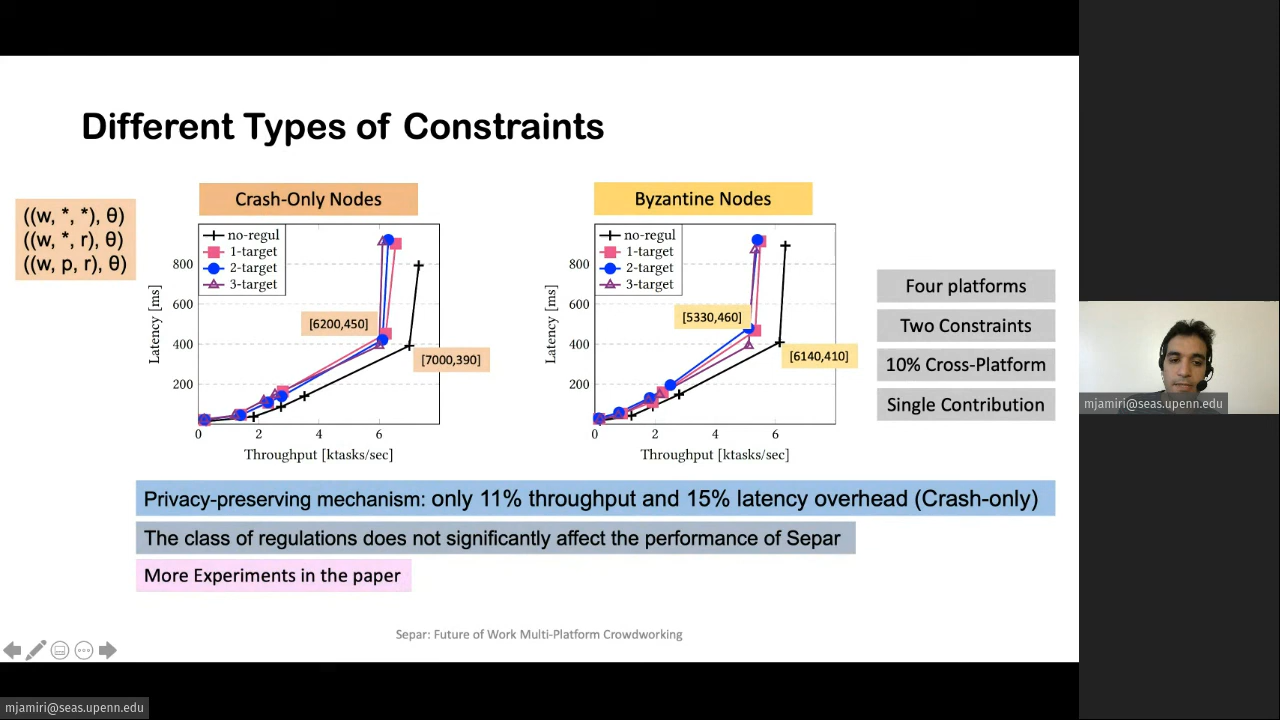 Different Types of Constraints
((w, *, *), θ)
((w, *, r), θ)
((w, p, r), θ)
Crash-Only Nodes
no-regul
1-target
2-target
3-target
800
600
400
200
Latency [ms]
[6200,450]
[7000,390]
0
2
4
6
Throughput [ktasks/sec]
Byzantine Nodes
no-regul
1-target
2-target
3-target
800
600
400
200
Latency [ms]
[5330,460]
[6140,410]
0
2
4
6
Throughput [ktasks/sec]
Four platforms
Two Constraints
10% Cross-Platform
Single Contribution
mjamiri@seas.upenn.edu
Privacy-preserving mechanism: only 11% throughput and 15% latency overhead (Crash-only)
The class of regulations does not significantly affect the performance of Separ
More Experiments in the paper
Separ: Future of Work Multi-Platform Crowdworking
mjamiri@seas.upenn.edu